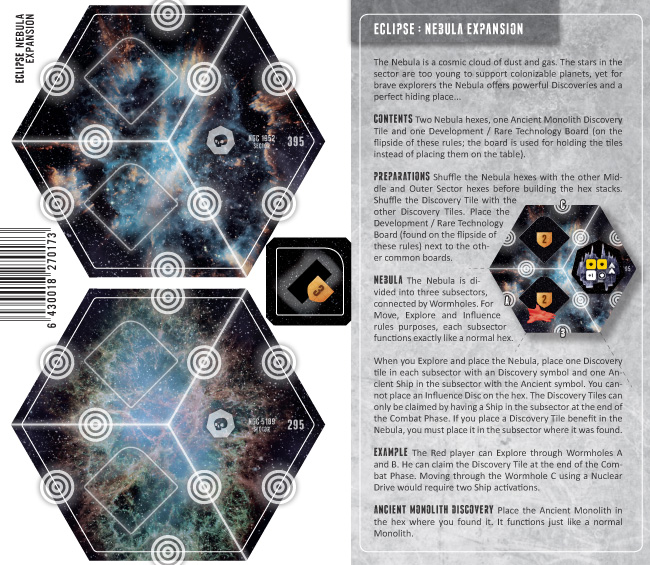 ECLIPSE NEBULA
EXPANSION
NGC 1952
SECTOR
395
6 430018 270173
3
NGC 5189
SECTOR
295
ECLIPSE : NEBULA EXPANSION
The Nebula is a cosmic cloud of dust and gas. The stars in the
sector are too young to support colonizable planets, yet for
brave explorers the Nebula offers powerful Discoveries and a
perfect hiding place...
CONTENTS Two Nebula hexes, one Ancient Monolith Discovery
Tile and one Development / Rare Technology Board (on the
flipside of these rules; the board is used for holding the tiles
instead of placing them on the table).
PREPARATIONS Shuffle the Nebula hexes with the other Mid-
dle and Outer Sector hexes before building the hex stacks.
Shuffle the Discovery Tile with the
other Discovery Tiles. Place the
Development / Rare Technology
Board (found on the flipside of
these rules) next to the oth-
er common boards.
C
2
2
A
B
95
NEBULA The Nebula is di-
vided into three subsectors,
connected by Wormholes. For
Move, Explore and Influence
rules purposes, each subsector
functions exactly like a normal hex.
When you Explore and place the Nebula, place one Discovery
tile in each subsector with an Discovery symbol and one An-
cient Ship in the subsector with the Ancient symbol. You can-
not place an Influence Disc on the hex. The Discovery Tiles can
only be claimed by having a Ship in the subsector at the end of
the Combat Phase. If you place a Discovery Tile benefit in the
Nebula, you must place it in the subsector where it was found.
EXAMPLE The Red player can Explore through Wormholes A
and B. He can claim the Discovery Tile at the end of the Com-
bat Phase. Moving through the Wormhole C using a Nuclear
Drive would require two Ship activations.
ANCIENT MONOLITH DISCOVERY Place the Ancient Monolith in
the hex where you found it. It functions just like a normal
Monolith.